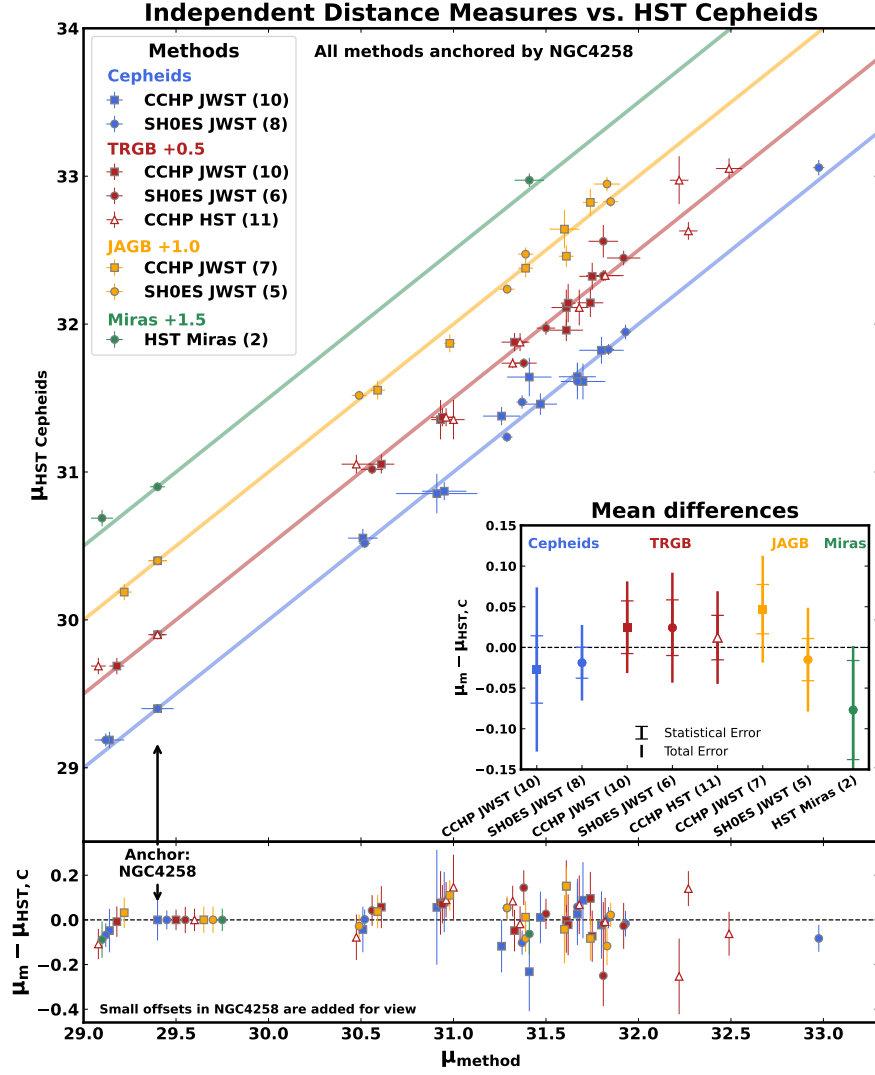 Independent Distance Measures vs. HST Cepheids
All methods anchored by NGC4258
Methods
Cepheids
CCHP JWST (10)
SH0ES JWST (8)
TRGB +0.5
CCHP JWST (10)
SH0ES JWST (6)
CCHP HST (11)
JAGB +1.0
CCHP JWST (7)
SH0ES JWST (5)
Miras +1.5
HST Miras (2)
34
33
32
31
30
29
μHST Cepheids
Mean differences
Cepheids TRGB JAGB Miras
0.15
0.10
0.05
0.00
−0.05
−0.10
−0.15
μm − μHST, C
Statistical Error
Total Error
CCHP JWST (10)
SH0ES JWST (8)
CCHP JWST (10)
SH0ES JWST (6)
CCHP HST (11)
CCHP JWST (7)
SH0ES JWST (5)
HST Miras (2)
Anchor:
NGC4258
0.2
0.0
−0.2
−0.4
μm − μHST, C
Small offsets in NGC4258 are added for view
29.0 29.5 30.0 30.5 31.0 31.5 32.0 32.5 33.0
μmethod